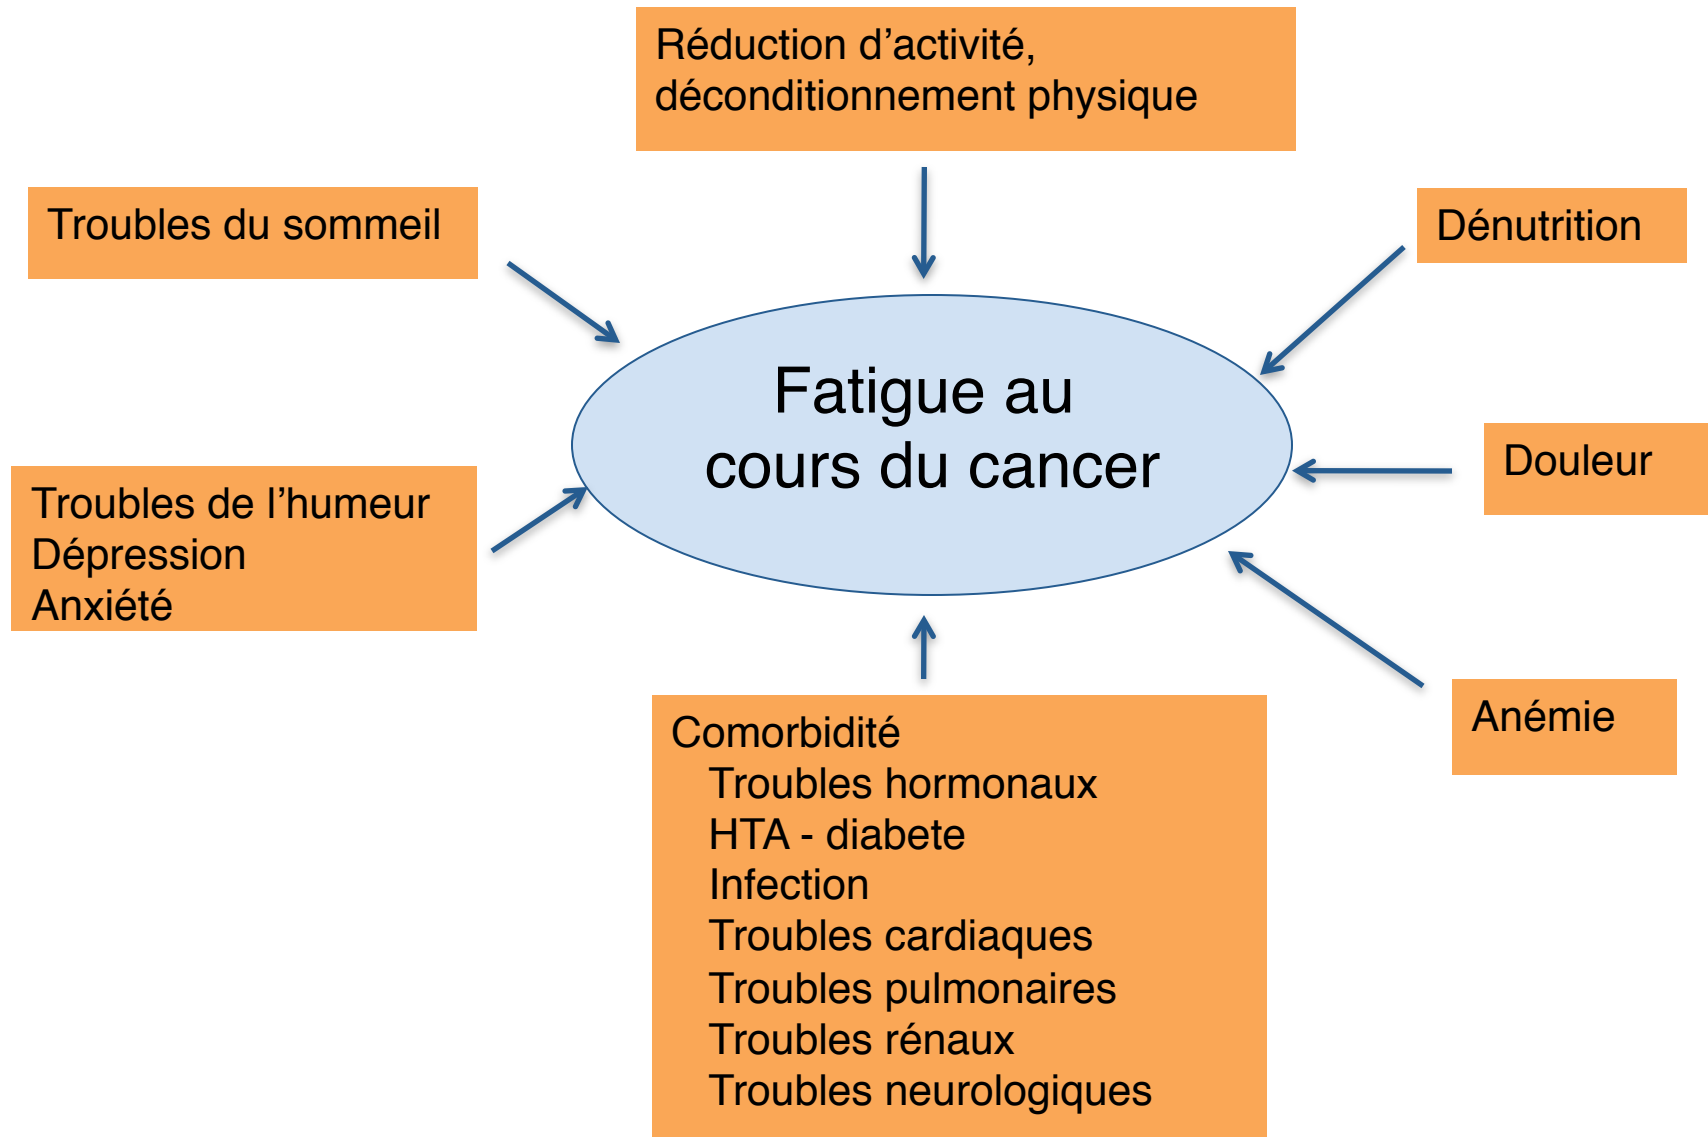 Réduction d’activité,
déconditionnement physique
Troubles du sommeil
Dénutrition
Fatigue au
cours du cancer
Douleur
Troubles de l’humeur
Dépression
Anxiété
Anémie
Comorbidité
Troubles hormonaux
HTA - diabete
Infection
Troubles cardiaques
Troubles pulmonaires
Troubles rénaux
Troubles neurologiques